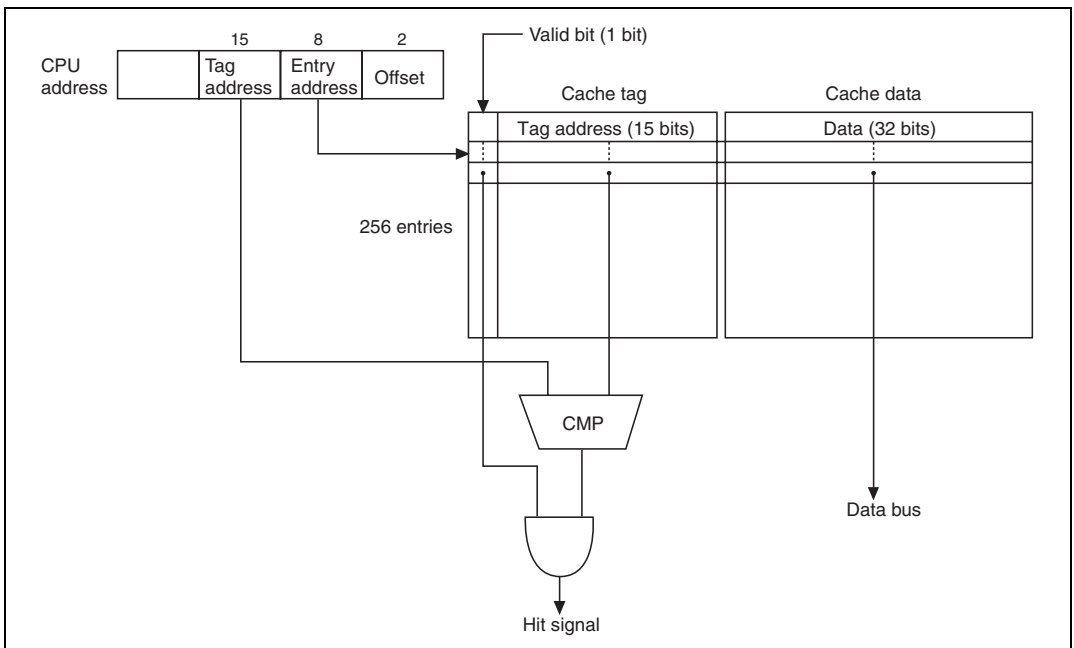 15 8 2
Valid bit (1 bit)
CPU
address
Tag
address
Entry
address
Offset
Cache tag
Cache data
Tag address (15 bits)
Data (32 bits)
256 entries
CMP
Data bus
Hit signal